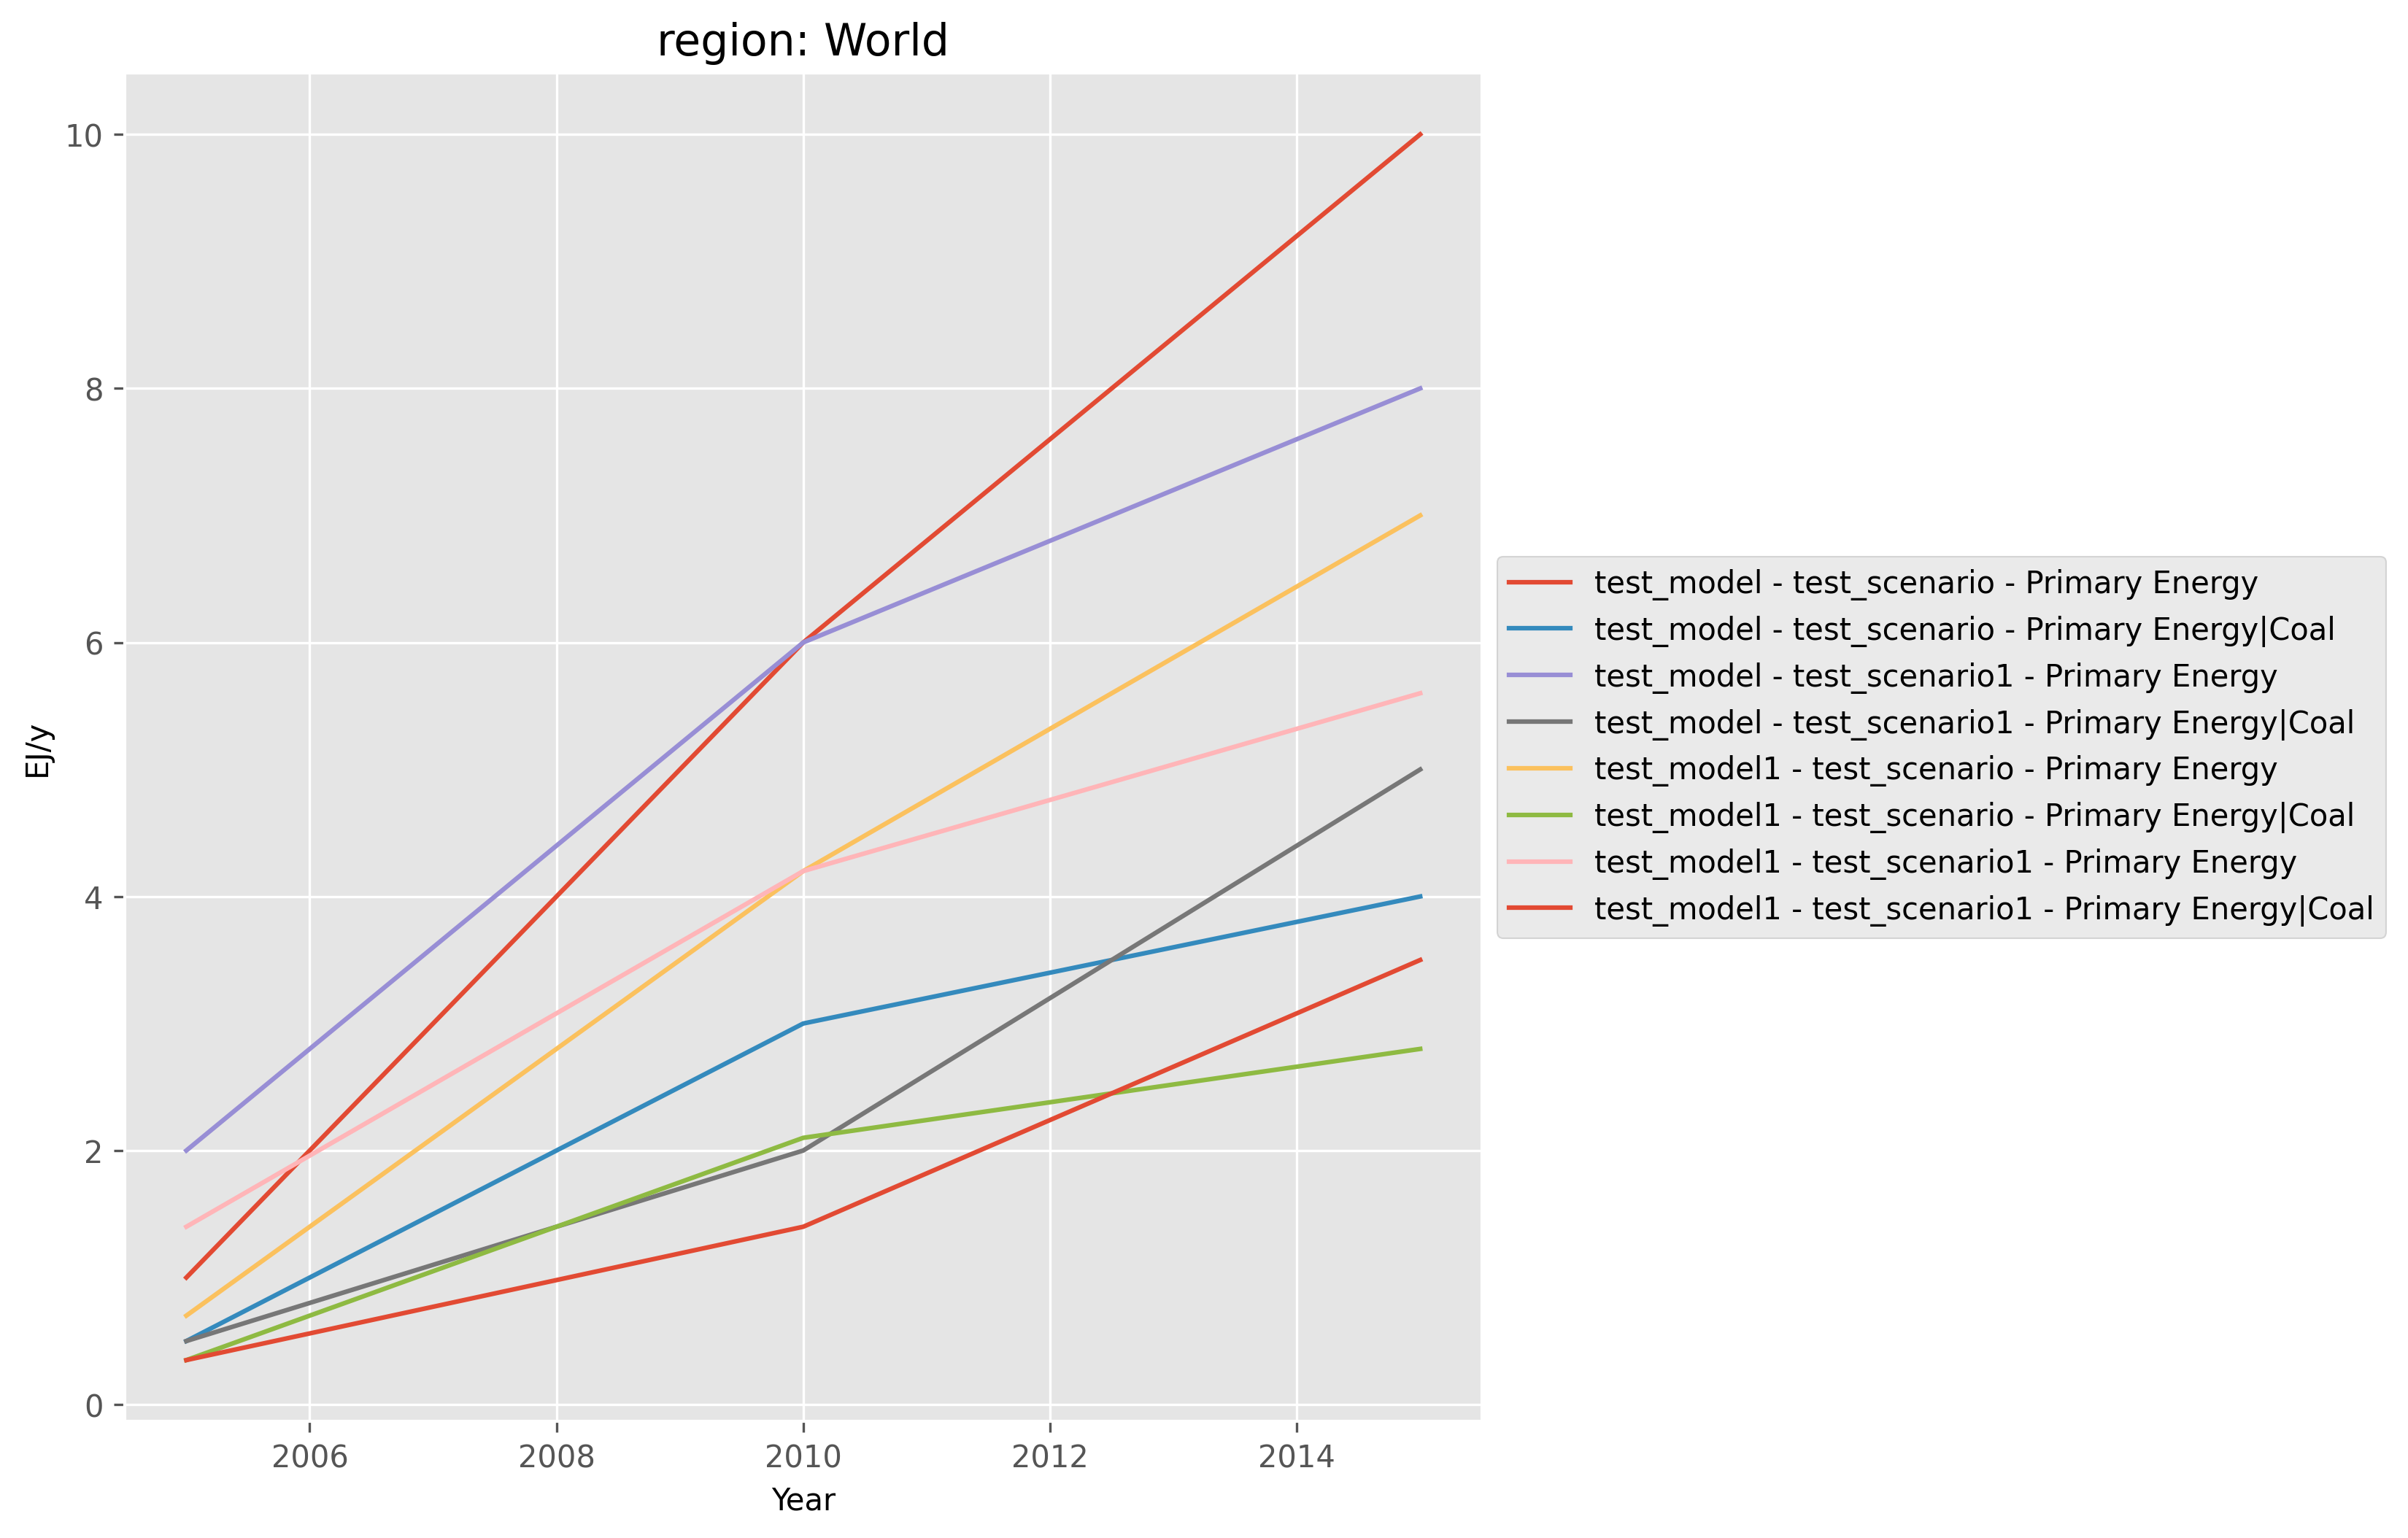 region: World
10
8
6
4
2
0
EJ/y
2006 2008 2010 2012 2014
Year
test_model - test_scenario - Primary Energy
test_model - test_scenario - Primary Energy|Coal
test_model - test_scenario1 - Primary Energy
test_model - test_scenario1 - Primary Energy|Coal
test_model1 - test_scenario - Primary Energy
test_model1 - test_scenario - Primary Energy|Coal
test_model1 - test_scenario1 - Primary Energy
test_model1 - test_scenario1 - Primary Energy|Coal